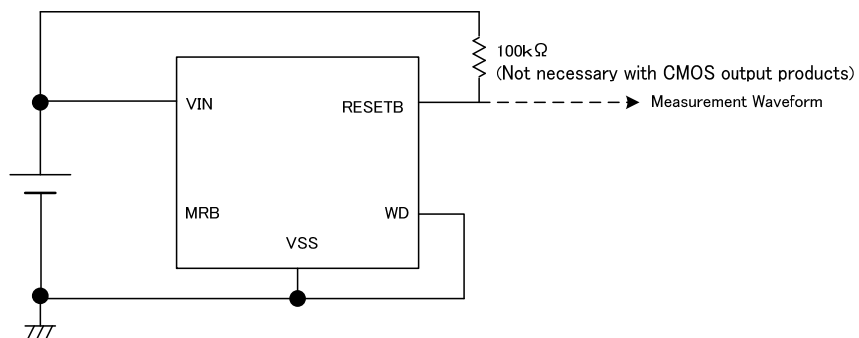 100kΩ
(Not necessary with CMOS output products)
VIN
RESETB
Measurement Waveform
MRB
WD
VSS